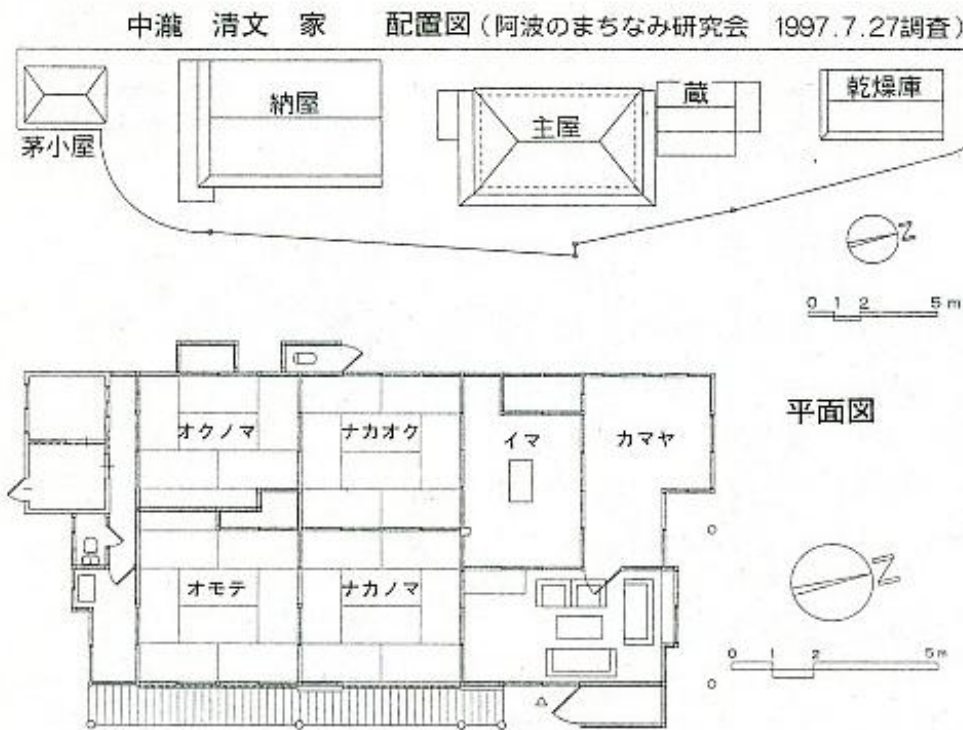 中瀧 清文 家 配置図(阿波のまちなみ研究会 1997.7.27調査)
茅小屋
納屋
主屋
蔵
乾燥庫
N
0 1 2 5m
平面図
オクノマ
ナカオク
イマ
カマヤ
オモテ
ナカノマ
N
0 1 2 5m